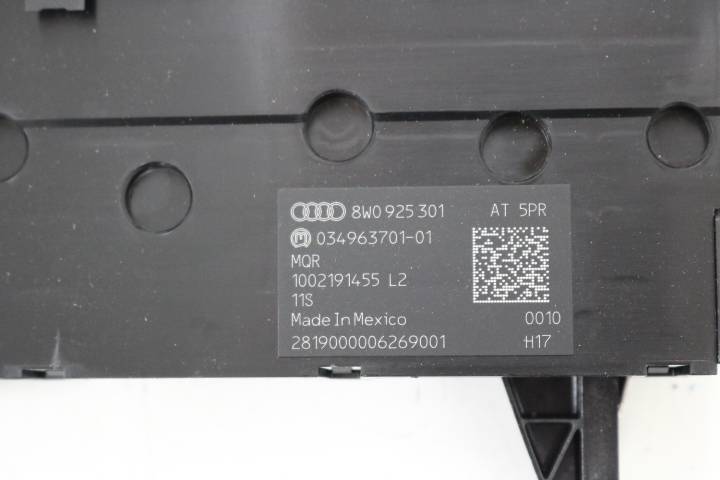 8W0 925 301 AT 5PR
034963701-01
MQR
1002191455 L2
11S
Made In Mexico 0010
2819000006269001 H17